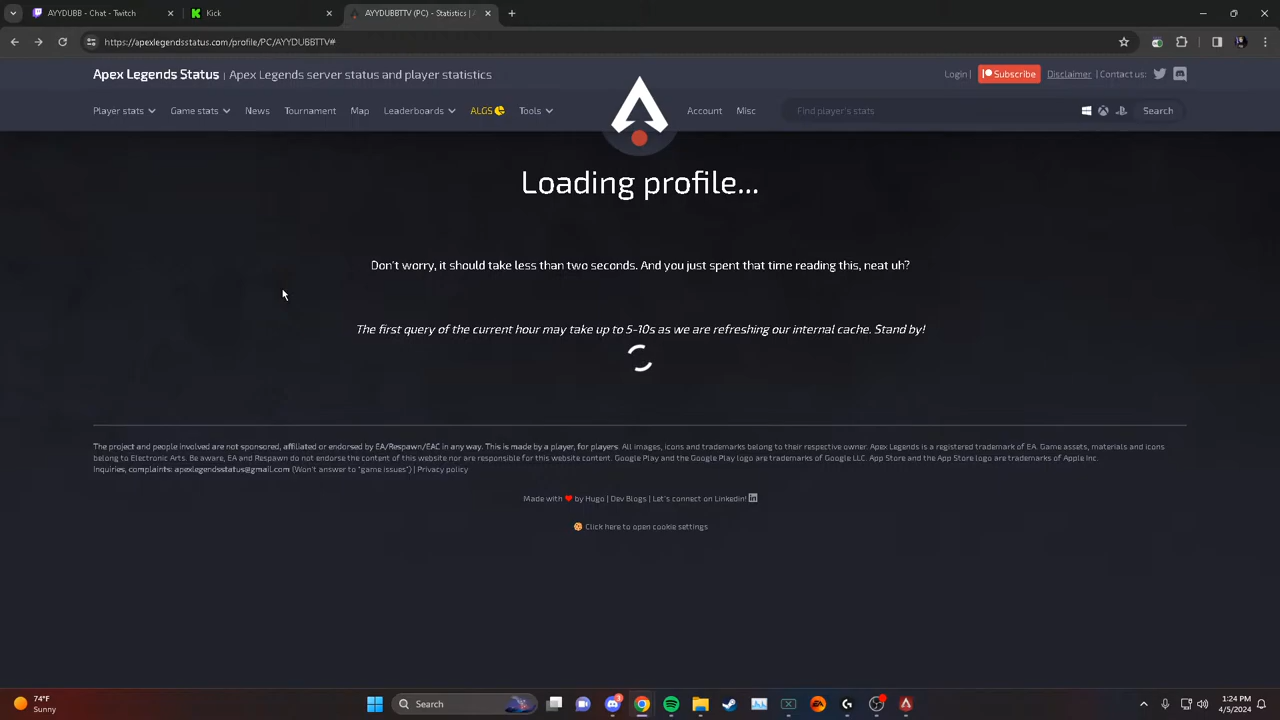 AYYDUBB - Chat - Twitch
Kick
AYYDUBBTTV (PC) - Statistics | /
https://apexlegendsstatus.com/profile/PC/AYYDUBBTTV#
Apex Legends Status | Apex Legends server status and player statistics
Login | Subscribe Disclaimer | Contact us:
Player stats Game stats News Tournament Map Leaderboards ALGS Tools Account Misc Find player's stats Search
Loading profile...
Don't worry, it should take less than two seconds. And you just spent that time reading this, neat uh?
The first query of the current hour may take up to 5-10s as we are refreshing our internal cache. Stand by!
The project and people involved are not sponsored, affiliated or endorsed by EA/Respawn/EAC in any way. This is made by a player, for players. All images, icons and trademarks belong to their respective owner. Apex Legends is a registered trademark of EA. Game assets, materials and icons
belong to Electronic Arts. Be aware, EA and Respawn do not endorse the content of this website nor are responsible for this website content. Google Play and the Google Play logo are trademarks of Google LLC. App Store and the App Store logo are trademarks of Apple Inc.
Inquiries, complaints: apexlegendsstatus@gmail.com (Won't answer to "game issues") | Privacy policy
Made with ❤ by Hugo | Dev Blogs | Let's connect on Linkedin!
Click here to open cookie settings
74°F
Sunny
Search
3
1:24 PM
4/5/2024